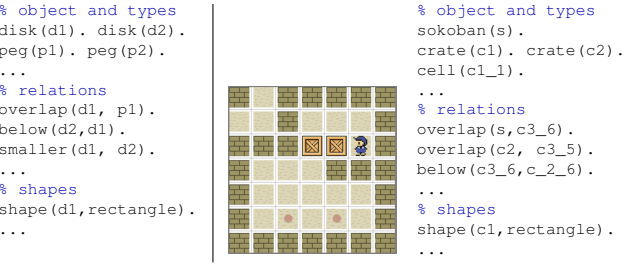 % object and types
disk(d1). disk(d2).
peg(p1). peg(p2).
...
% relations
overlap(d1, p1).
below(d2,d1).
smaller(d1, d2).
...
% shapes
shape(d1,rectangle).
...
% object and types
sokoban(s).
crate(c1). crate(c2).
cell(c1_1).
...
% relations
overlap(s,c3_6).
overlap(c2, c3_5).
below(c3_6,c_2_6).
...
% shapes
shape(c1,rectangle).
...